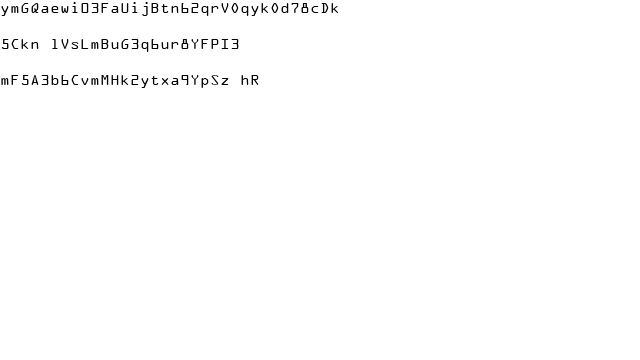 ymGQaewiO3FaUijBtn62qrV0qyk0d78cDk
5Ckn lVsLmBuG3q6ur8YFPI3
mF5A3b6CvmMHk2ytxa9YpSz hR